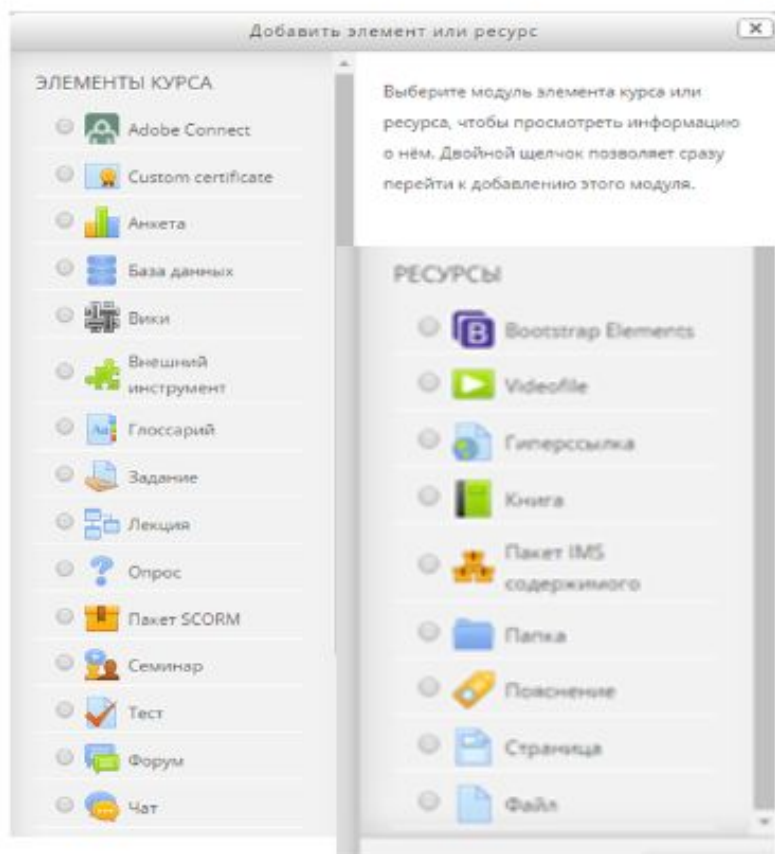 Добавить элемент или ресурс
ЭЛЕМЕНТЫ КУРСА
Adobe Connect
Custom certificate
Анкета
База данных
Вики
Внешний
инструмент
Глоссарий
Задание
Лекция
Опрос
Пакет SCORM
Семинар
Тест
Форум
Чат
Выберите модуль элемента курса или
ресурса, чтобы просмотреть информацию
о нём. Двойной щелчок позволяет сразу
перейти к добавлению этого модуля.
РЕСУРСЫ
Bootstrap Elements
Videofile
Гиперссылка
Книга
Пакет IMS
содержимого
Папка
Пояснение
Страница
Файл